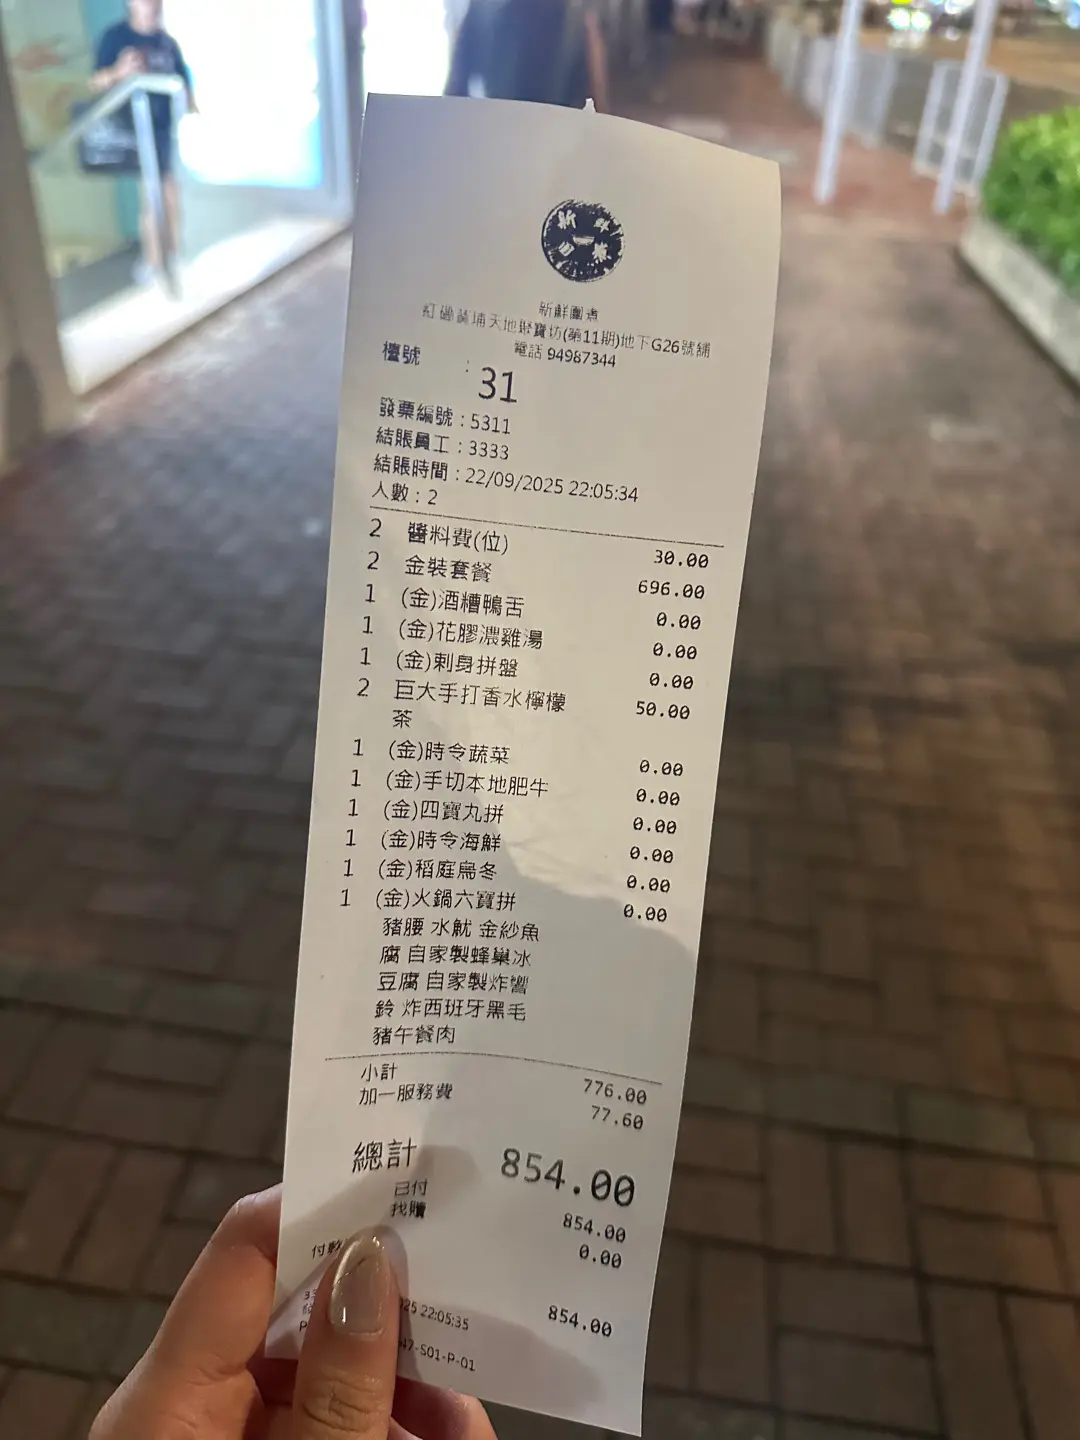 新鮮圍煮
紅磡黃埔天地聚寶坊(第11期)地下G26號舖
電話 94987344
檯號 : 31
發票編號 : 5311
結賬員工 : 3333
結賬時間 : 22/09/2025 22:05:34
人數 : 2
2 醬料費(位) 30.00
2 金裝套餐 696.00
1 (金)酒糟鴨舌 0.00
1 (金)花膠濃雞湯 0.00
1 (金)刺身拼盤 0.00
2 巨大手打香水檸檬 50.00
茶
1 (金)時令蔬菜 0.00
1 (金)手切本地肥牛 0.00
1 (金)四寶丸拼 0.00
1 (金)時令海鮮 0.00
1 (金)稻庭烏冬 0.00
1 (金)火鍋六寶拼 0.00
豬腰 水魷 金紗魚
腐 自家製蜂巢冰
豆腐 自家製炸響
鈴 炸西班牙黑毛
豬午餐肉
小計 776.00
加一服務費 77.60
總計 854.00
已付 854.00
找贖 0.00
付款
854.00
25 22:05:35
47-S01-P-01